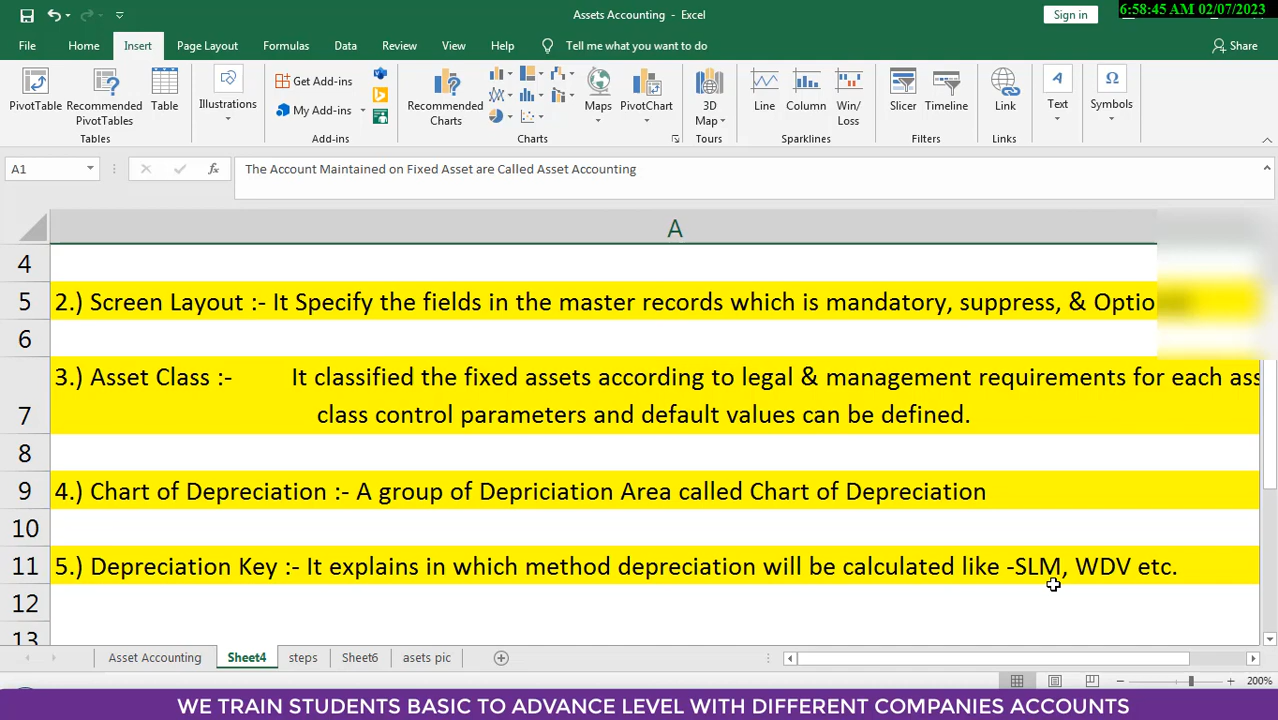 Assets Accounting - Excel
Sign in
6:58:45 AM 02/07/2023
File Home Insert Page Layout Formulas Data Review View Help Tell me what you want to do Share
PivotTable
Recommended PivotTables
Table
Tables
Illustrations
Get Add-ins
My Add-ins
Add-ins
Recommended Charts
Maps
PivotChart
Charts
3D Map
Tours
Line
Column
Win/ Loss
Sparklines
Slicer
Timeline
Filters
Link
Links
Text
Symbols
A1
fx
The Account Maintained on Fixed Asset are Called Asset Accounting
A
4
5 2.) Screen Layout :- It Specify the fields in the master records which is mandatory, suppress, & Optio
6
3.) Asset Class :- It classified the fixed assets according to legal & management requirements for each ass
7 class control parameters and default values can be defined.
8
9 4.) Chart of Depreciation :- A group of Depriciation Area called Chart of Depreciation
10
11 5.) Depreciation Key :- It explains in which method depreciation will be calculated like -SLM, WDV etc.
12
13
Asset Accounting Sheet4 steps Sheet6 asets pic
200%
WE TRAIN STUDENTS BASIC TO ADVANCE LEVEL WITH DIFFERENT COMPANIES ACCOUNTS